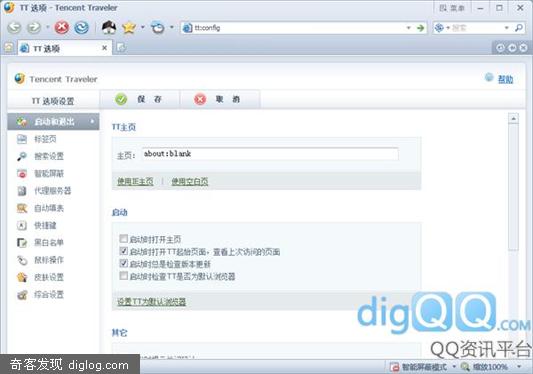 TT 选项 - Tencent Traveler
菜单
tt:config
搜索
TT 选项
Tencent Traveler
帮助
TT 选项设置
保 存
取 消
启动和退出
标签页
搜索设置
智能屏蔽
代理服务器
自动填表
快捷键
黑白名单
鼠标操作
皮肤设置
综合设置
TT主页
主页：
about:blank
使用正主页
使用空白页
启动
启动时打开主页
启动时打开TT起始页面，查看上次访问的页面
启动时总是检查版本更新
启动时检查TT是否为默认浏览器
设置TT为默认浏览器
其它
智能屏蔽模式
缩放100%
digQQ.COM
QQ资讯平台
奇客发现 diglog.com